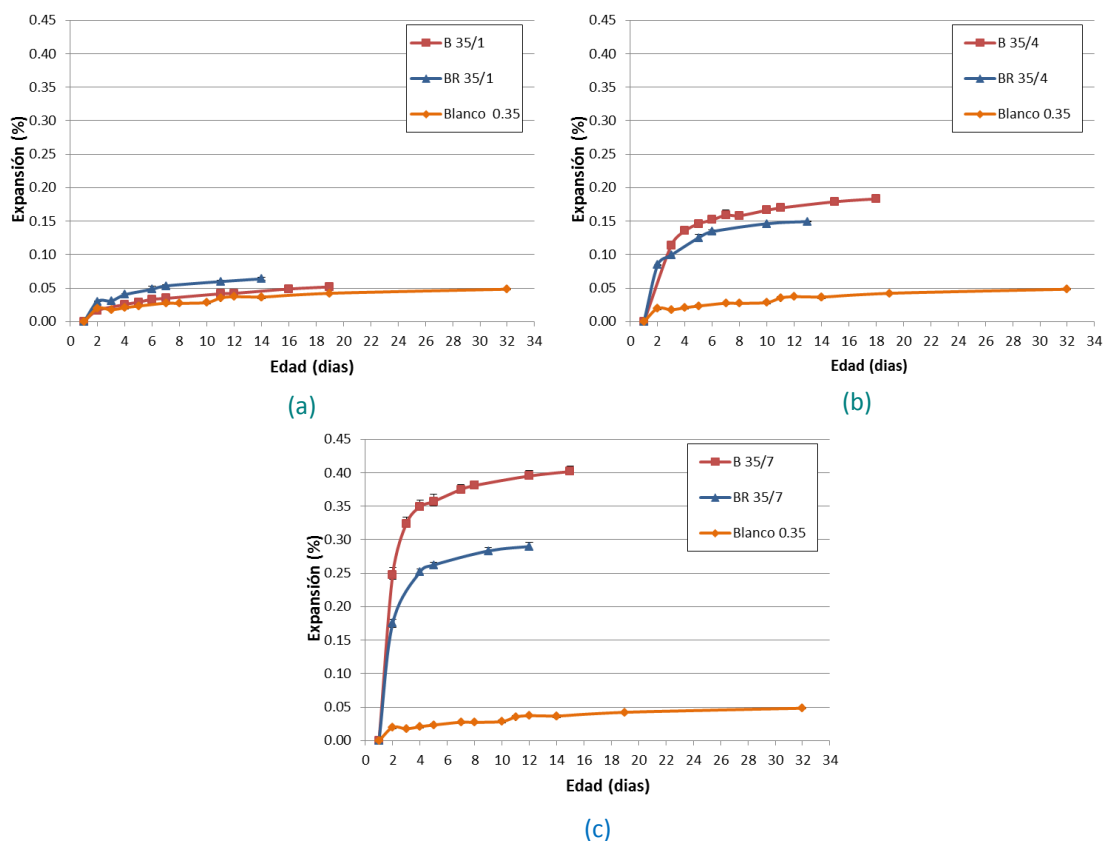 0.45
0.40
0.35
0.30
0.25
0.20
0.15
0.10
0.05
0.00
Expansión (%)
B 35/1
BR 35/1
Blanco 0.35
0 2 4 6 8 10 12 14 16 18 20 22 24 26 28 30 32 34
Edad (dias)
(a)
0.45
0.40
0.35
0.30
0.25
0.20
0.15
0.10
0.05
0.00
Expansión (%)
B 35/4
BR 35/4
Blanco 0.35
0 2 4 6 8 10 12 14 16 18 20 22 24 26 28 30 32 34
Edad (dias)
(b)
0.45
0.40
0.35
0.30
0.25
0.20
0.15
0.10
0.05
0.00
Expansión (%)
B 35/7
BR 35/7
Blanco 0.35
0 2 4 6 8 10 12 14 16 18 20 22 24 26 28 30 32 34
Edad (dias)
(c)